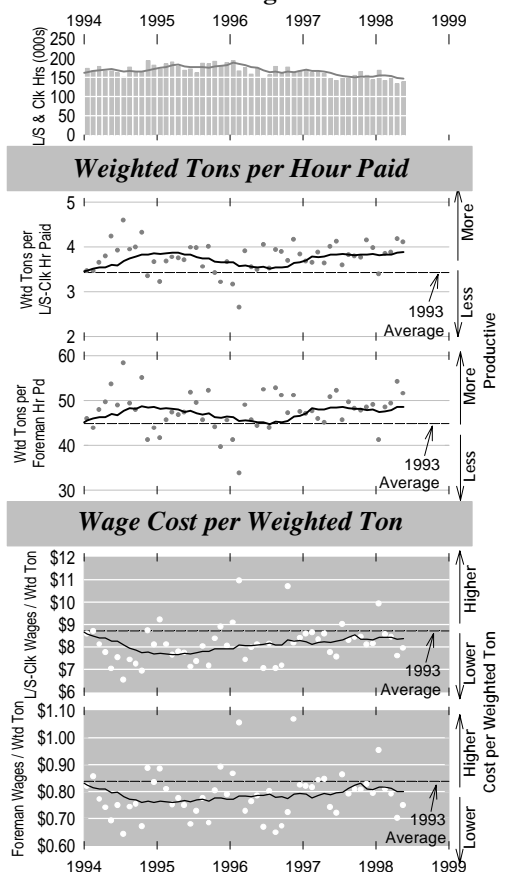 1994 1995 1996 1997 1998 1999
250
200
150
100
50
0
L/S & Clk Hrs (000s)
Weighted Tons per Hour Paid
5
4
3
2
Wtd Tons per
L/S-Clk Hr Paid
1993
Average
More
Less
60
50
40
30
Wtd Tons per
Foreman Hr Pd
1993
Average
More
Less
Productive
Wage Cost per Weighted Ton
$12
$11
$10
$9
$8
$7
$6
L/S-Clk Wages / Wtd Ton
1993
Average
Higher
Lower
$1.10
$1.00
$0.90
$0.80
$0.70
$0.60
Foreman Wages / Wtd Ton
1993
Average
Higher
Lower
Cost per Weighted Ton
1994 1995 1996 1997 1998 1999